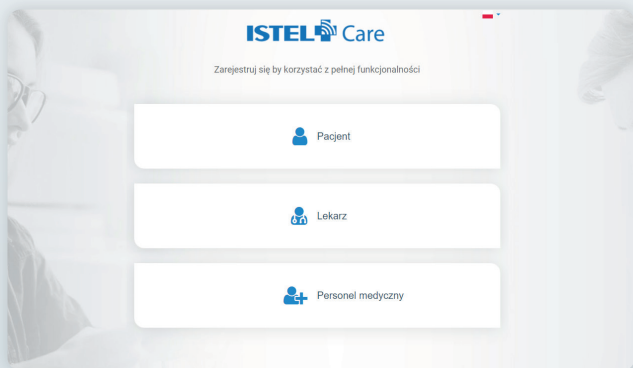 ISTEL Care
Zarejestruj się by korzystać z pełnej funkcjonalności
Pacjent
Lekarz
Personel medyczny